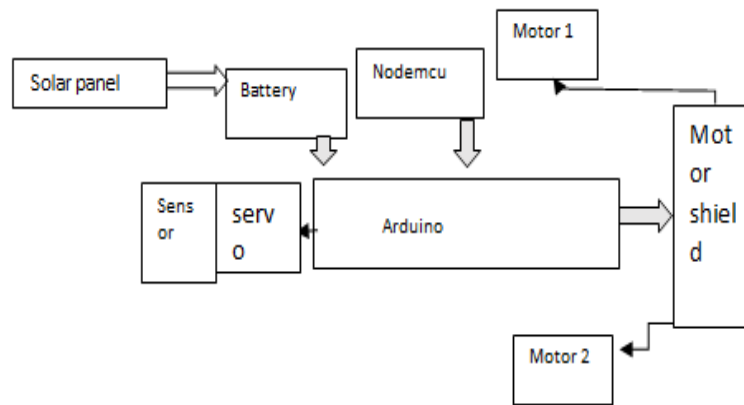 Motor 1
Solar panel
Battery
Nodemcu
Mot
or
shiel
d
Sens
or
serv
o
Arduino
Motor 2